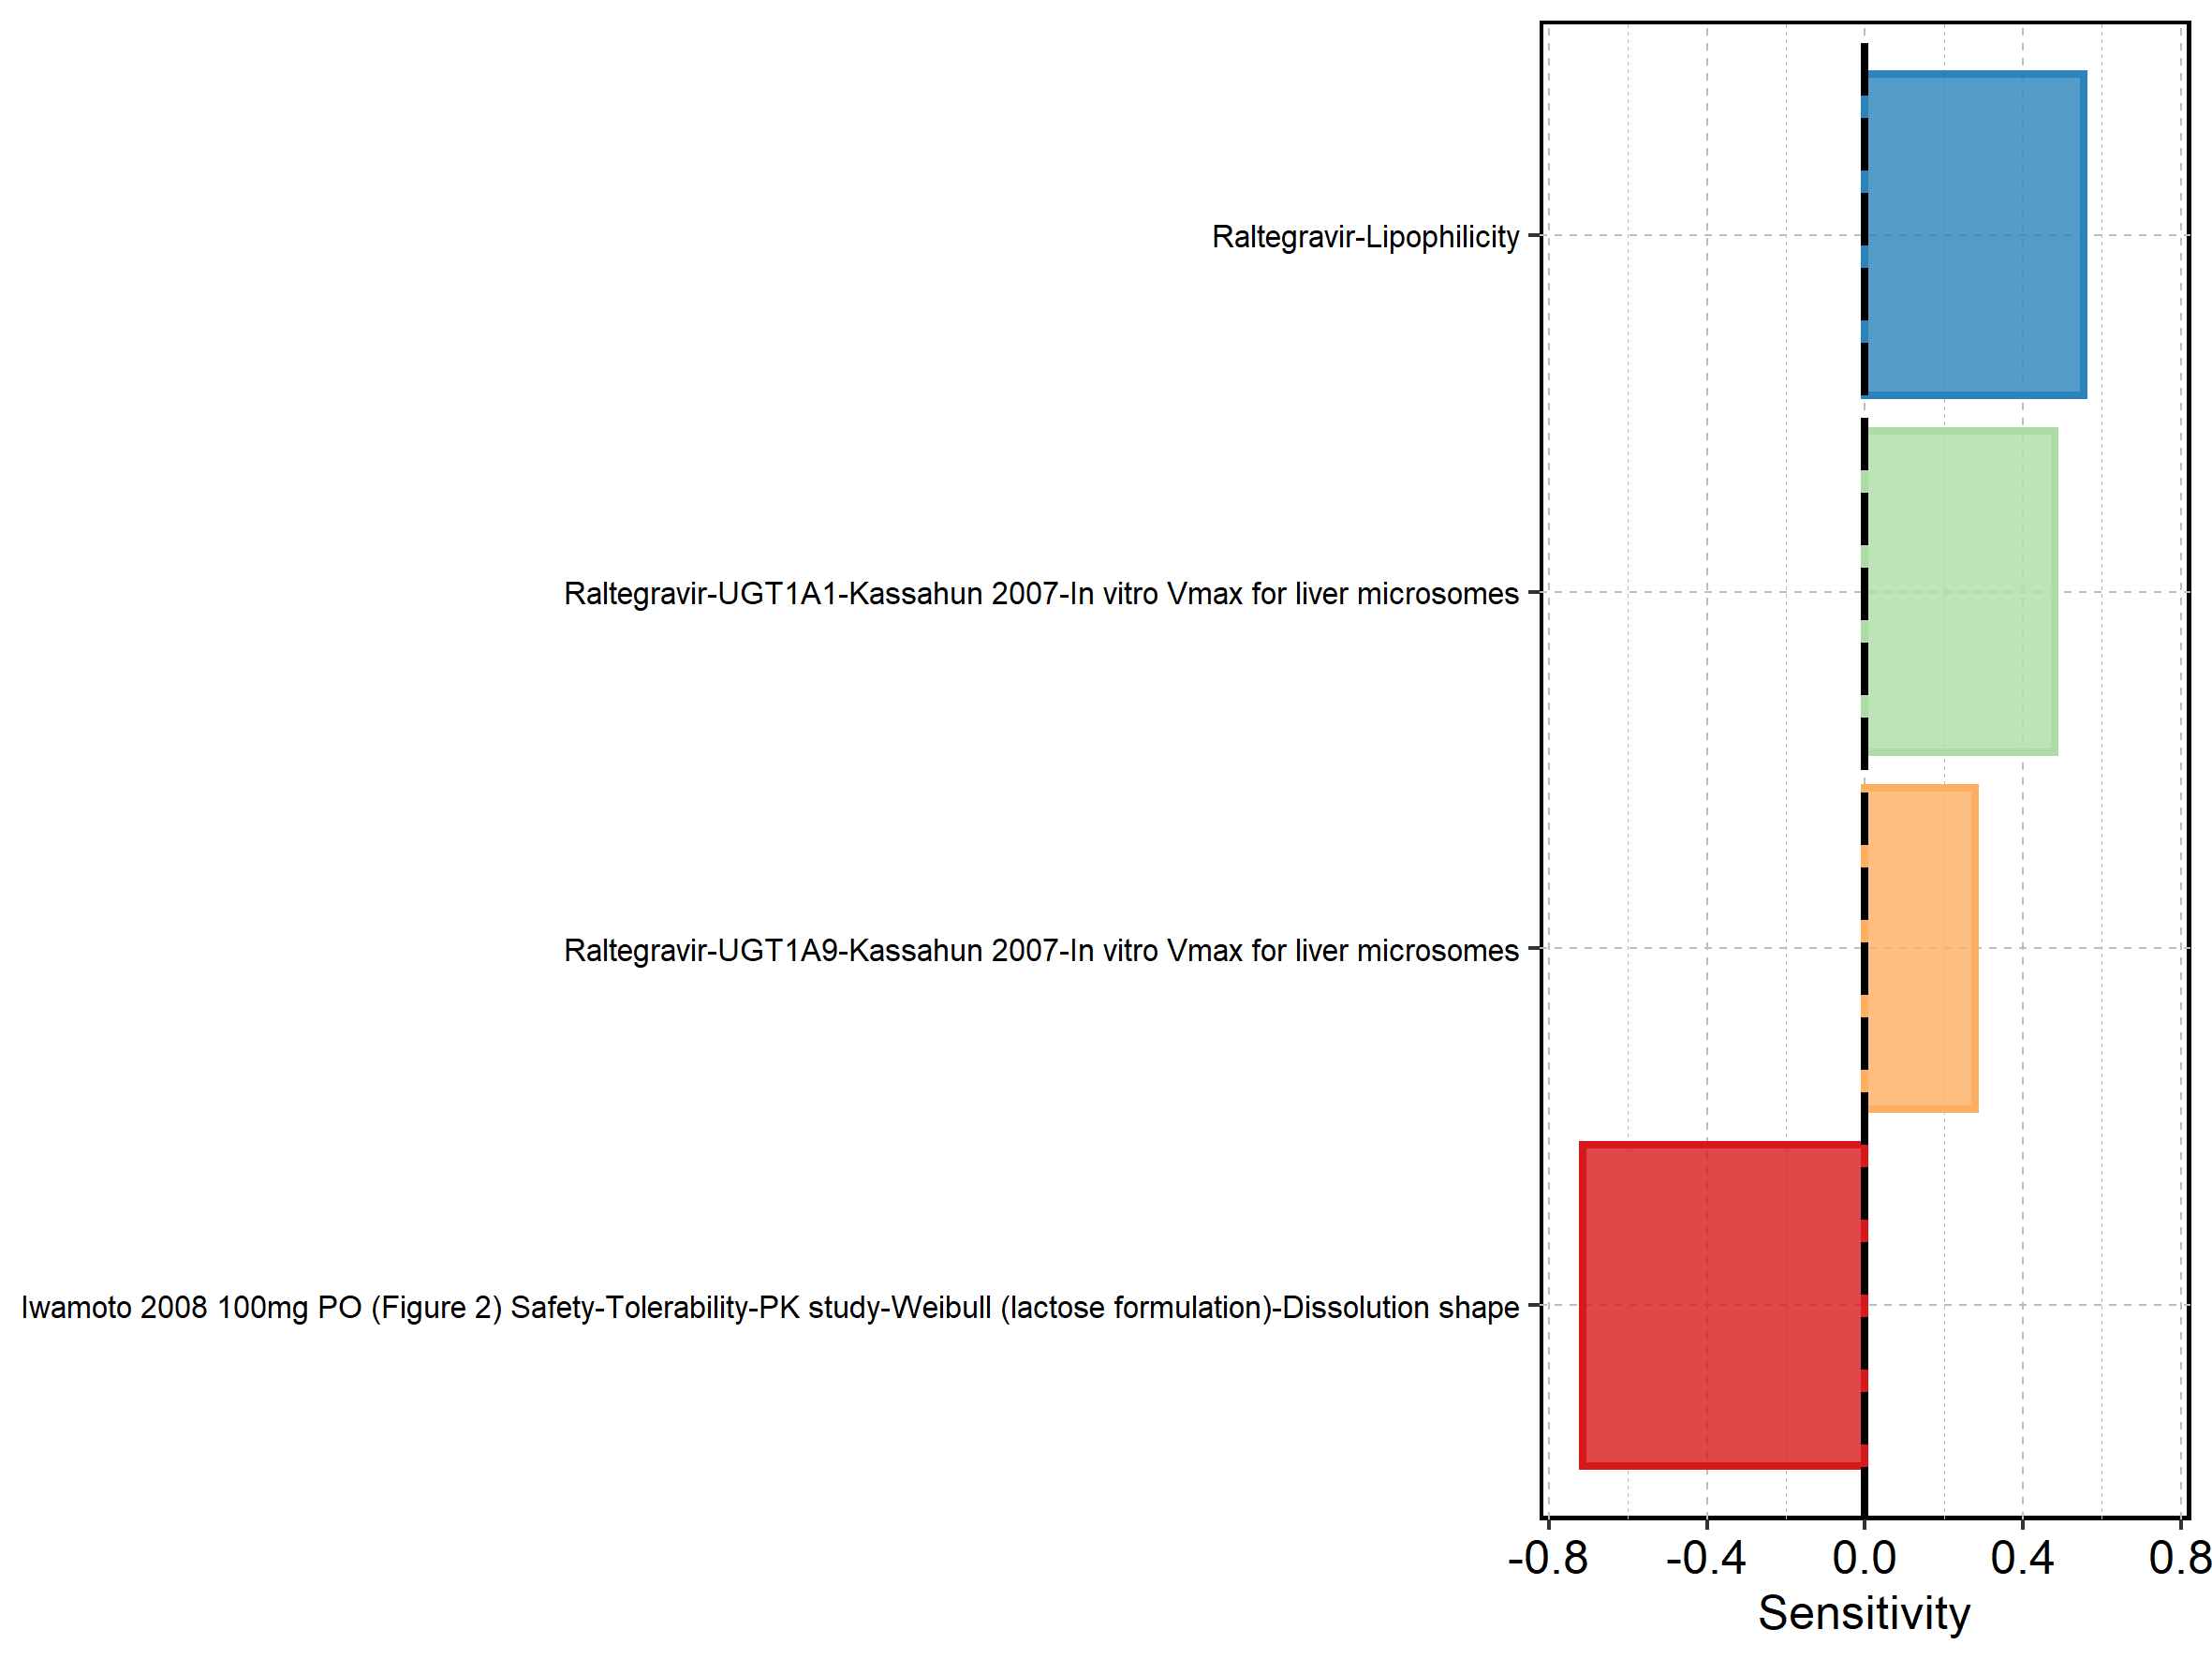 Raltegravir-Lipophilicity
Raltegravir-UGT1A1-Kassahun 2007-In vitro Vmax for liver microsomes
Raltegravir-UGT1A9-Kassahun 2007-In vitro Vmax for liver microsomes
Iwamoto 2008 100mg PO (Figure 2) Safety-Tolerability-PK study-Weibull (lactose formulation)-Dissolution shape
-0.8 -0.4 0.0 0.4 0.8
Sensitivity